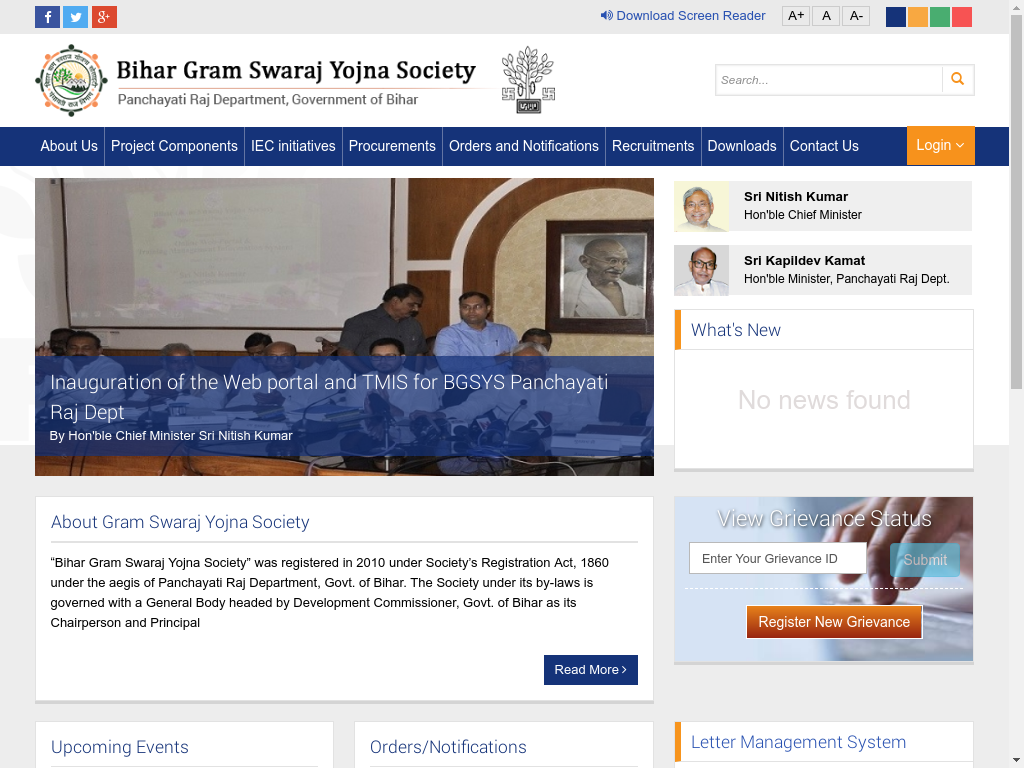 Download Screen Reader
A+
A
A-
Bihar Gram Swaraj Yojna Society
Panchayati Raj Department, Government of Bihar
Search...
About Us
Project Components
IEC initiatives
Procurements
Orders and Notifications
Recruitments
Downloads
Contact Us
Login
Sri Nitish Kumar
Hon'ble Chief Minister
Sri Kapildev Kamat
Hon'ble Minister, Panchayati Raj Dept.
What's New
No news found
Inauguration of the Web portal and TMIS for BGSYS Panchayati
Raj Dept
By Hon'ble Chief Minister Sri Nitish Kumar
About Gram Swaraj Yojna Society
“Bihar Gram Swaraj Yojna Society” was registered in 2010 under Society’s Registration Act, 1860
under the aegis of Panchayati Raj Department, Govt. of Bihar. The Society under its by-laws is
governed with a General Body headed by Development Commissioner, Govt. of Bihar as its
Chairperson and Principal
Read More
View Grievance Status
Enter Your Grievance ID
Submit
Register New Grievance
Upcoming Events
Orders/Notifications
Letter Management System